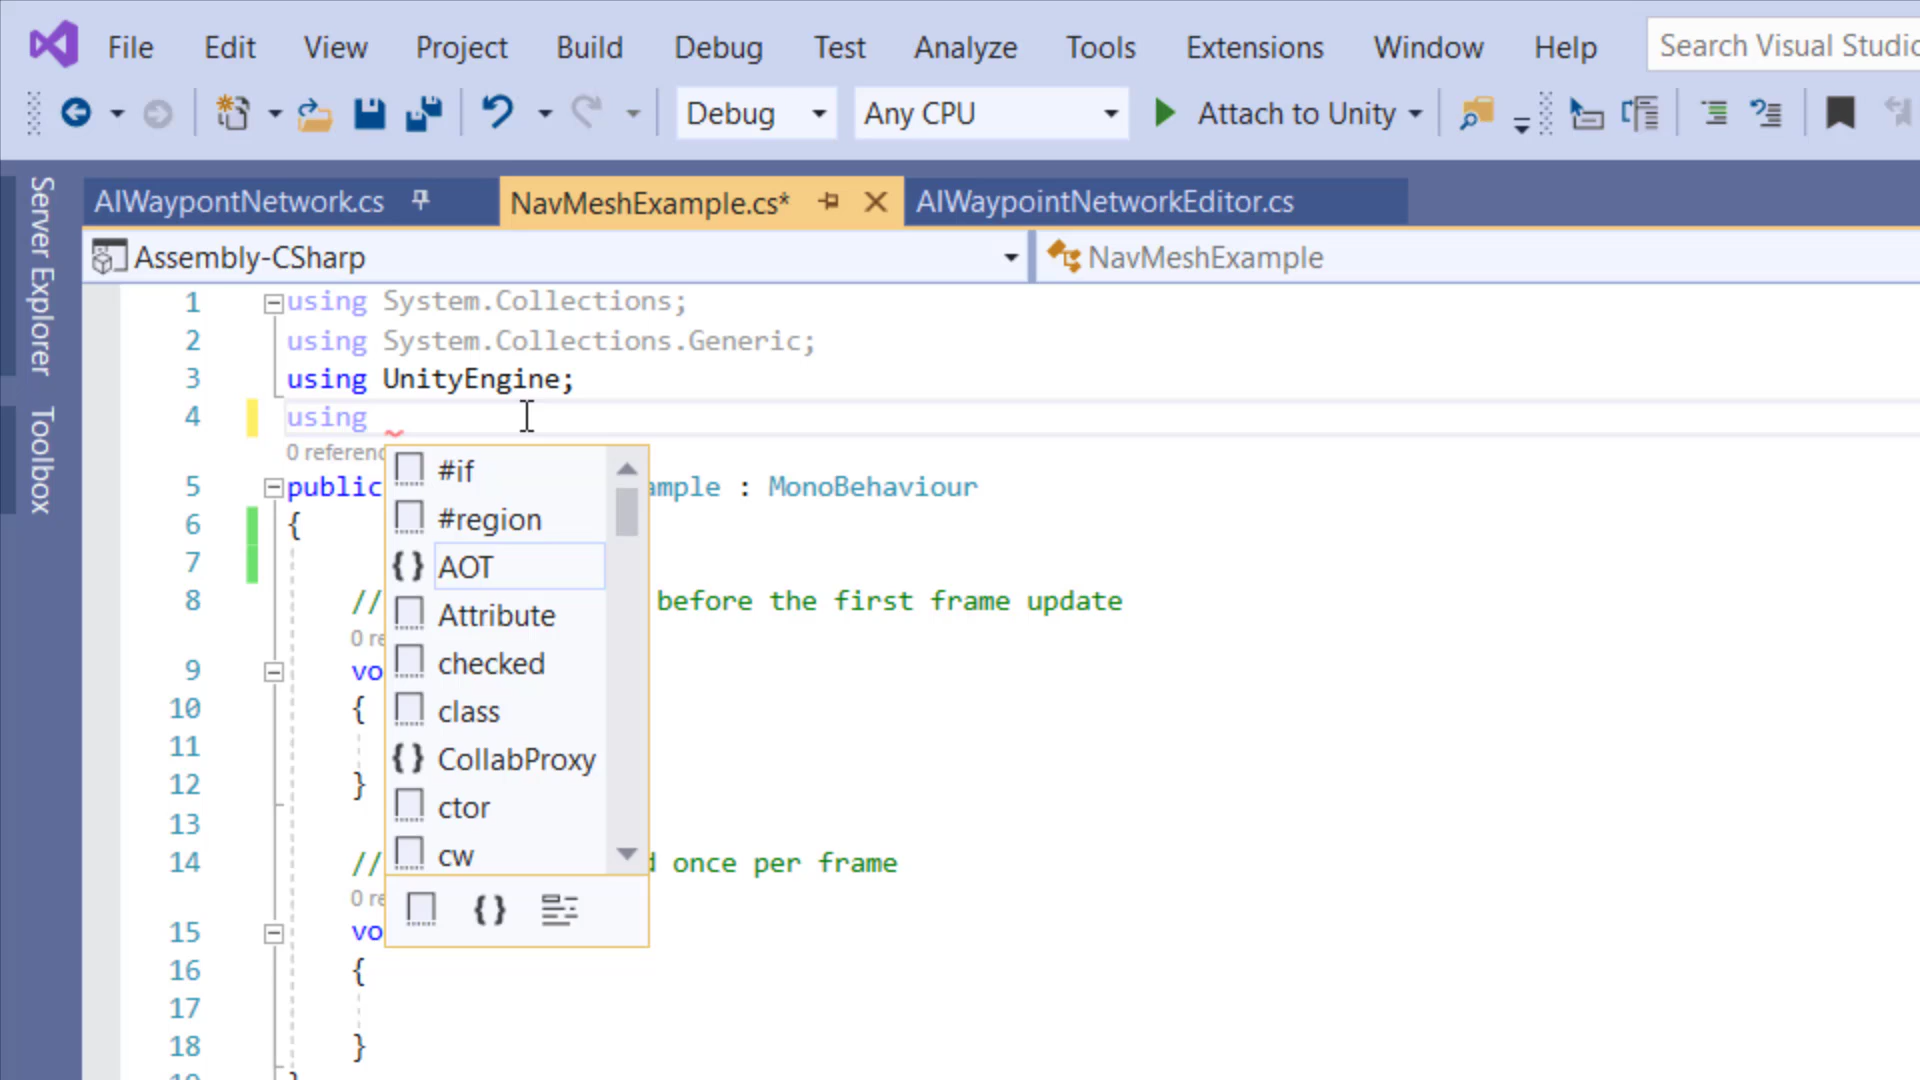 File Edit View Project Build Debug Test Analyze Tools Extensions Window Help Search Visual Studio
Debug Any CPU Attach to Unity
Server Explorer
Toolbox
AIWaypontNetwork.cs NavMeshExample.cs* AIWaypointNetworkEditor.cs
Assembly-CSharp NavMeshExample
1 using System.Collections;
2 using System.Collections.Generic;
3 using UnityEngine;
4 using
0 referenc
5 public ample : MonoBehaviour
6 {
7
8 // before the first frame update
0 re
9 vo
10 {
11
12 }
13
14 // d once per frame
0 re
15 vo
16 {
17
18 }
#if
#region
{} AOT
Attribute
checked
class
{} CollabProxy
ctor
cw
{}